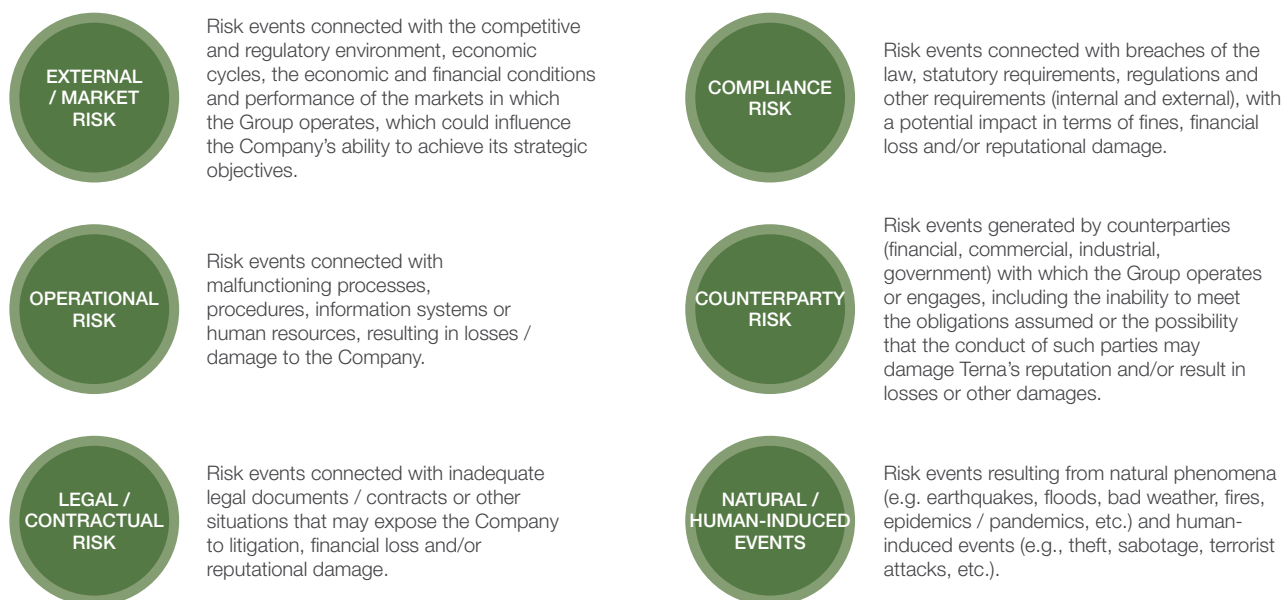 EXTERNAL
/ MARKET
RISK
Risk events connected with the competitive
and regulatory environment, economic
cycles, the economic and financial conditions
and performance of the markets in which
the Group operates, which could influence
the Company's ability to achieve its strategic
objectives.
COMPLIANCE
RISK
Risk events connected with breaches of the
law, statutory requirements, regulations and
other requirements (internal and external), with
a potential impact in terms of fines, financial
loss and/or reputational damage.
OPERATIONAL
RISK
Risk events connected with
malfunctioning processes,
procedures, information systems or
human resources, resulting in losses /
damage to the Company.
COUNTERPARTY
RISK
Risk events generated by counterparties
(financial, commercial, industrial,
government) with which the Group operates
or engages, including the inability to meet
the obligations assumed or the possibility
that the conduct of such parties may
damage Terna's reputation and/or result in
losses or other damages.
LEGAL /
CONTRACTUAL
RISK
Risk events connected with inadequate
legal documents / contracts or other
situations that may expose the Company
to litigation, financial loss and/or
reputational damage.
NATURAL /
HUMAN-INDUCED
EVENTS
Risk events resulting from natural phenomena
(e.g. earthquakes, floods, bad weather, fires,
epidemics / pandemics, etc.) and human-
induced events (e.g., theft, sabotage, terrorist
attacks, etc.).